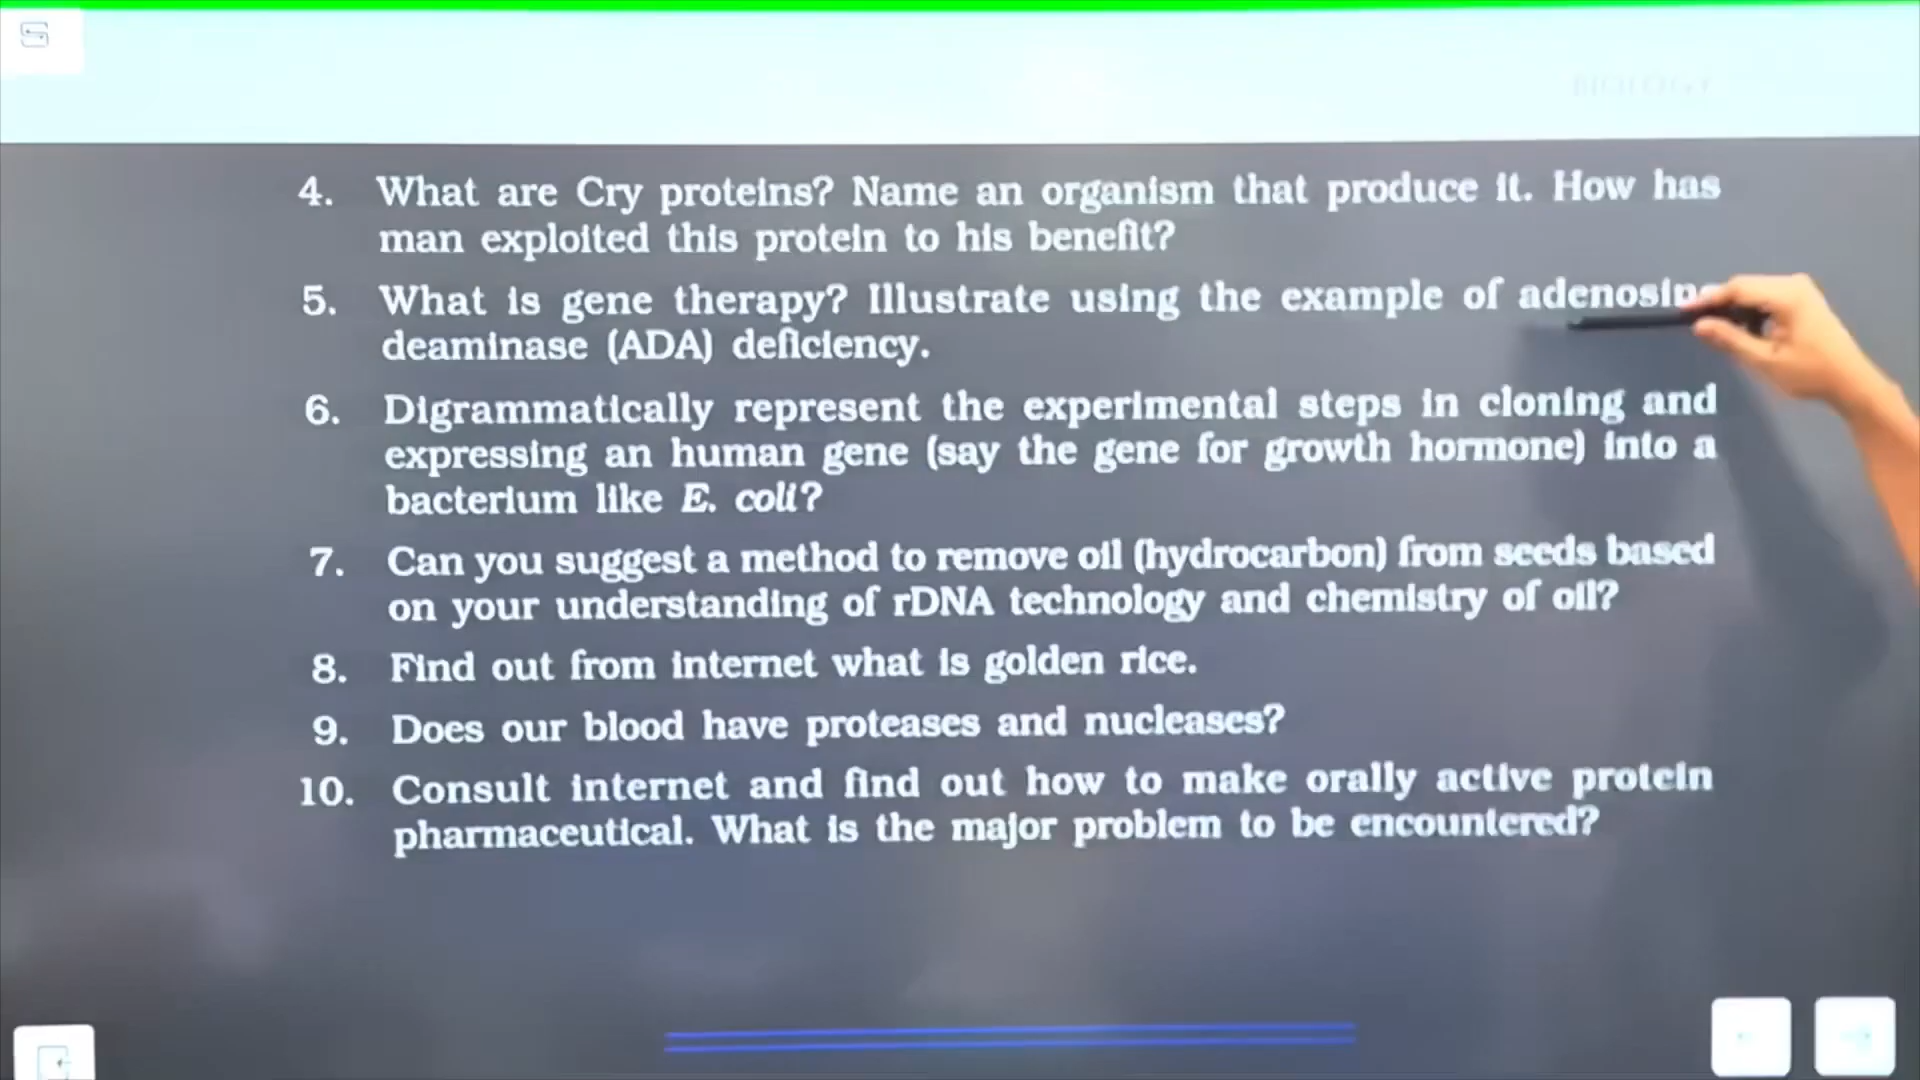 BIOLOGY
4. What are Cry proteins? Name an organism that produce it. How has
man exploited this protein to his benefit?
5. What is gene therapy? Illustrate using the example of adenosine
deaminase (ADA) deficiency.
6. Digrammatically represent the experimental steps in cloning and
expressing an human gene (say the gene for growth hormone) into a
bacterium like E. coli?
7. Can you suggest a method to remove oil (hydrocarbon) from seeds based
on your understanding of rDNA technology and chemistry of oil?
8. Find out from internet what is golden rice.
9. Does our blood have proteases and nucleases?
10. Consult internet and find out how to make orally active protein
pharmaceutical. What is the major problem to be encountered?